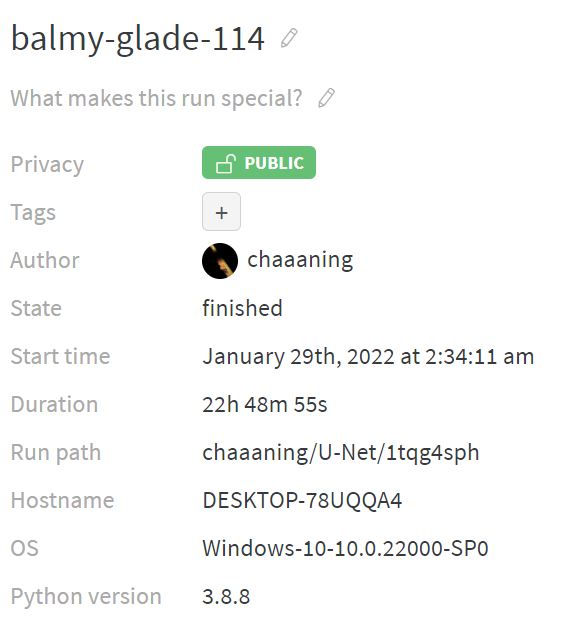 balmy-glade-114
What makes this run special?
Privacy PUBLIC
Tags +
Author chaaaning
State finished
Start time January 29th, 2022 at 2:34:11 am
Duration 22h 48m 55s
Run path chaaaning/U-Net/1tqg4sph
Hostname DESKTOP-78UQQA4
OS Windows-10-10.0.22000-SP0
Python version 3.8.8